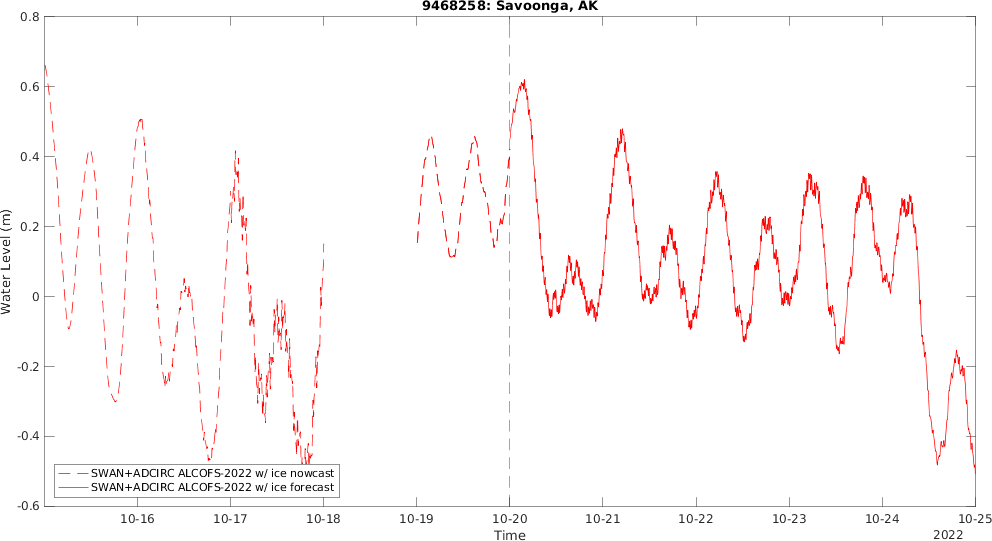 9468258: Savoonga, AK
Water Level (m)
0.8
0.6
0.4
0.2
0
-0.2
-0.4
-0.6
SWAN+ADCIRC ALCOFS-2022 w/ ice nowcast
SWAN+ADCIRC ALCOFS-2022 w/ ice forecast
10-16 10-17 10-18 10-19 10-20 10-21 10-22 10-23 10-24 10-25
Time
2022